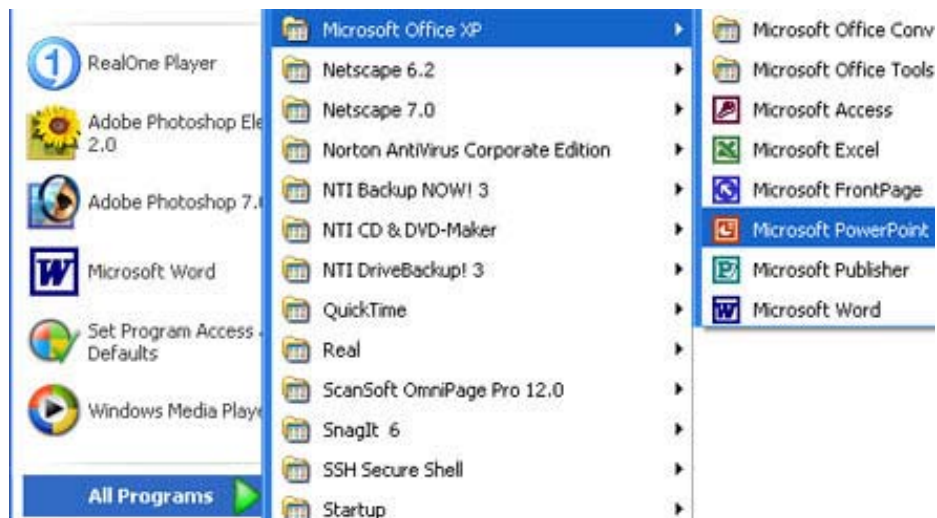 RealOne Player
Adobe Photoshop Ele
2.0
Adobe Photoshop 7.
Microsoft Word
Set Program Access
Defaults
Windows Media Playe
All Programs
Microsoft Office XP
Netscape 6.2
Netscape 7.0
Norton AntiVirus Corporate Edition
NTI Backup NOW! 3
NTI CD & DVD-Maker
NTI DriveBackup! 3
QuickTime
Real
ScanSoft OmniPage Pro 12.0
SnagIt 6
SSH Secure Shell
Startup
Microsoft Office Conv
Microsoft Office Tools
Microsoft Access
Microsoft Excel
Microsoft FrontPage
Microsoft PowerPoint
Microsoft Publisher
Microsoft Word